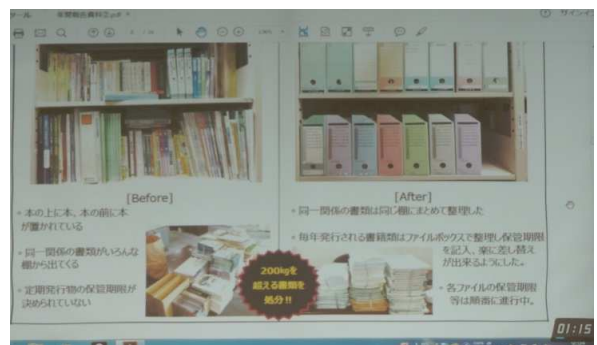 [Before]
・本の上に本、本の前に本
が置かれている
・同一関係の書類がいろんな
棚から出てくる
・定期発行物の保管期限が
決められていない
200kgを
超える書類を
処分!!
[After]
・同一関係の書類は同じ棚にまとめて整理した
・毎年発行される書籍類はファイルボックスで整理し保管期限
を記入、楽に差し替え
が出来るようにした。
・各ファイルの保管期限
等は順番に進行中。
01:15